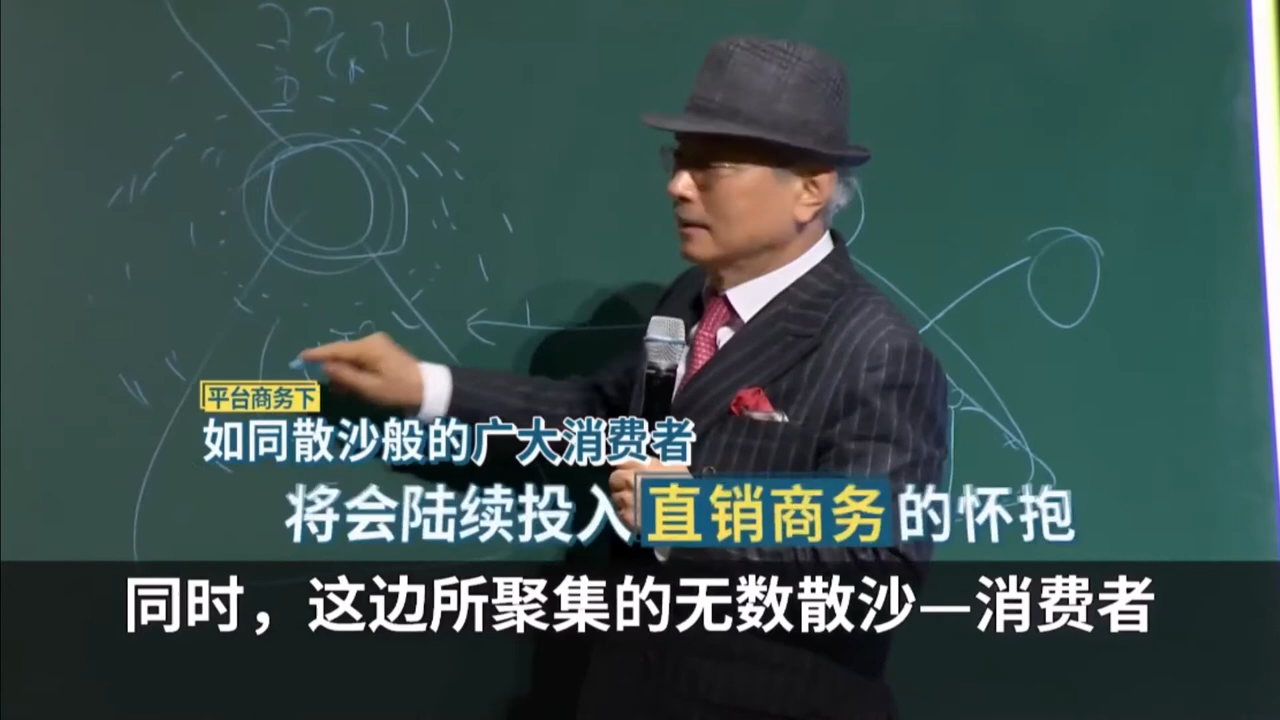 平台商务下
如同散沙般的广大消费者
将会陆续投入直销商务的怀抱
同时，这边所聚集的无数散沙—消费者